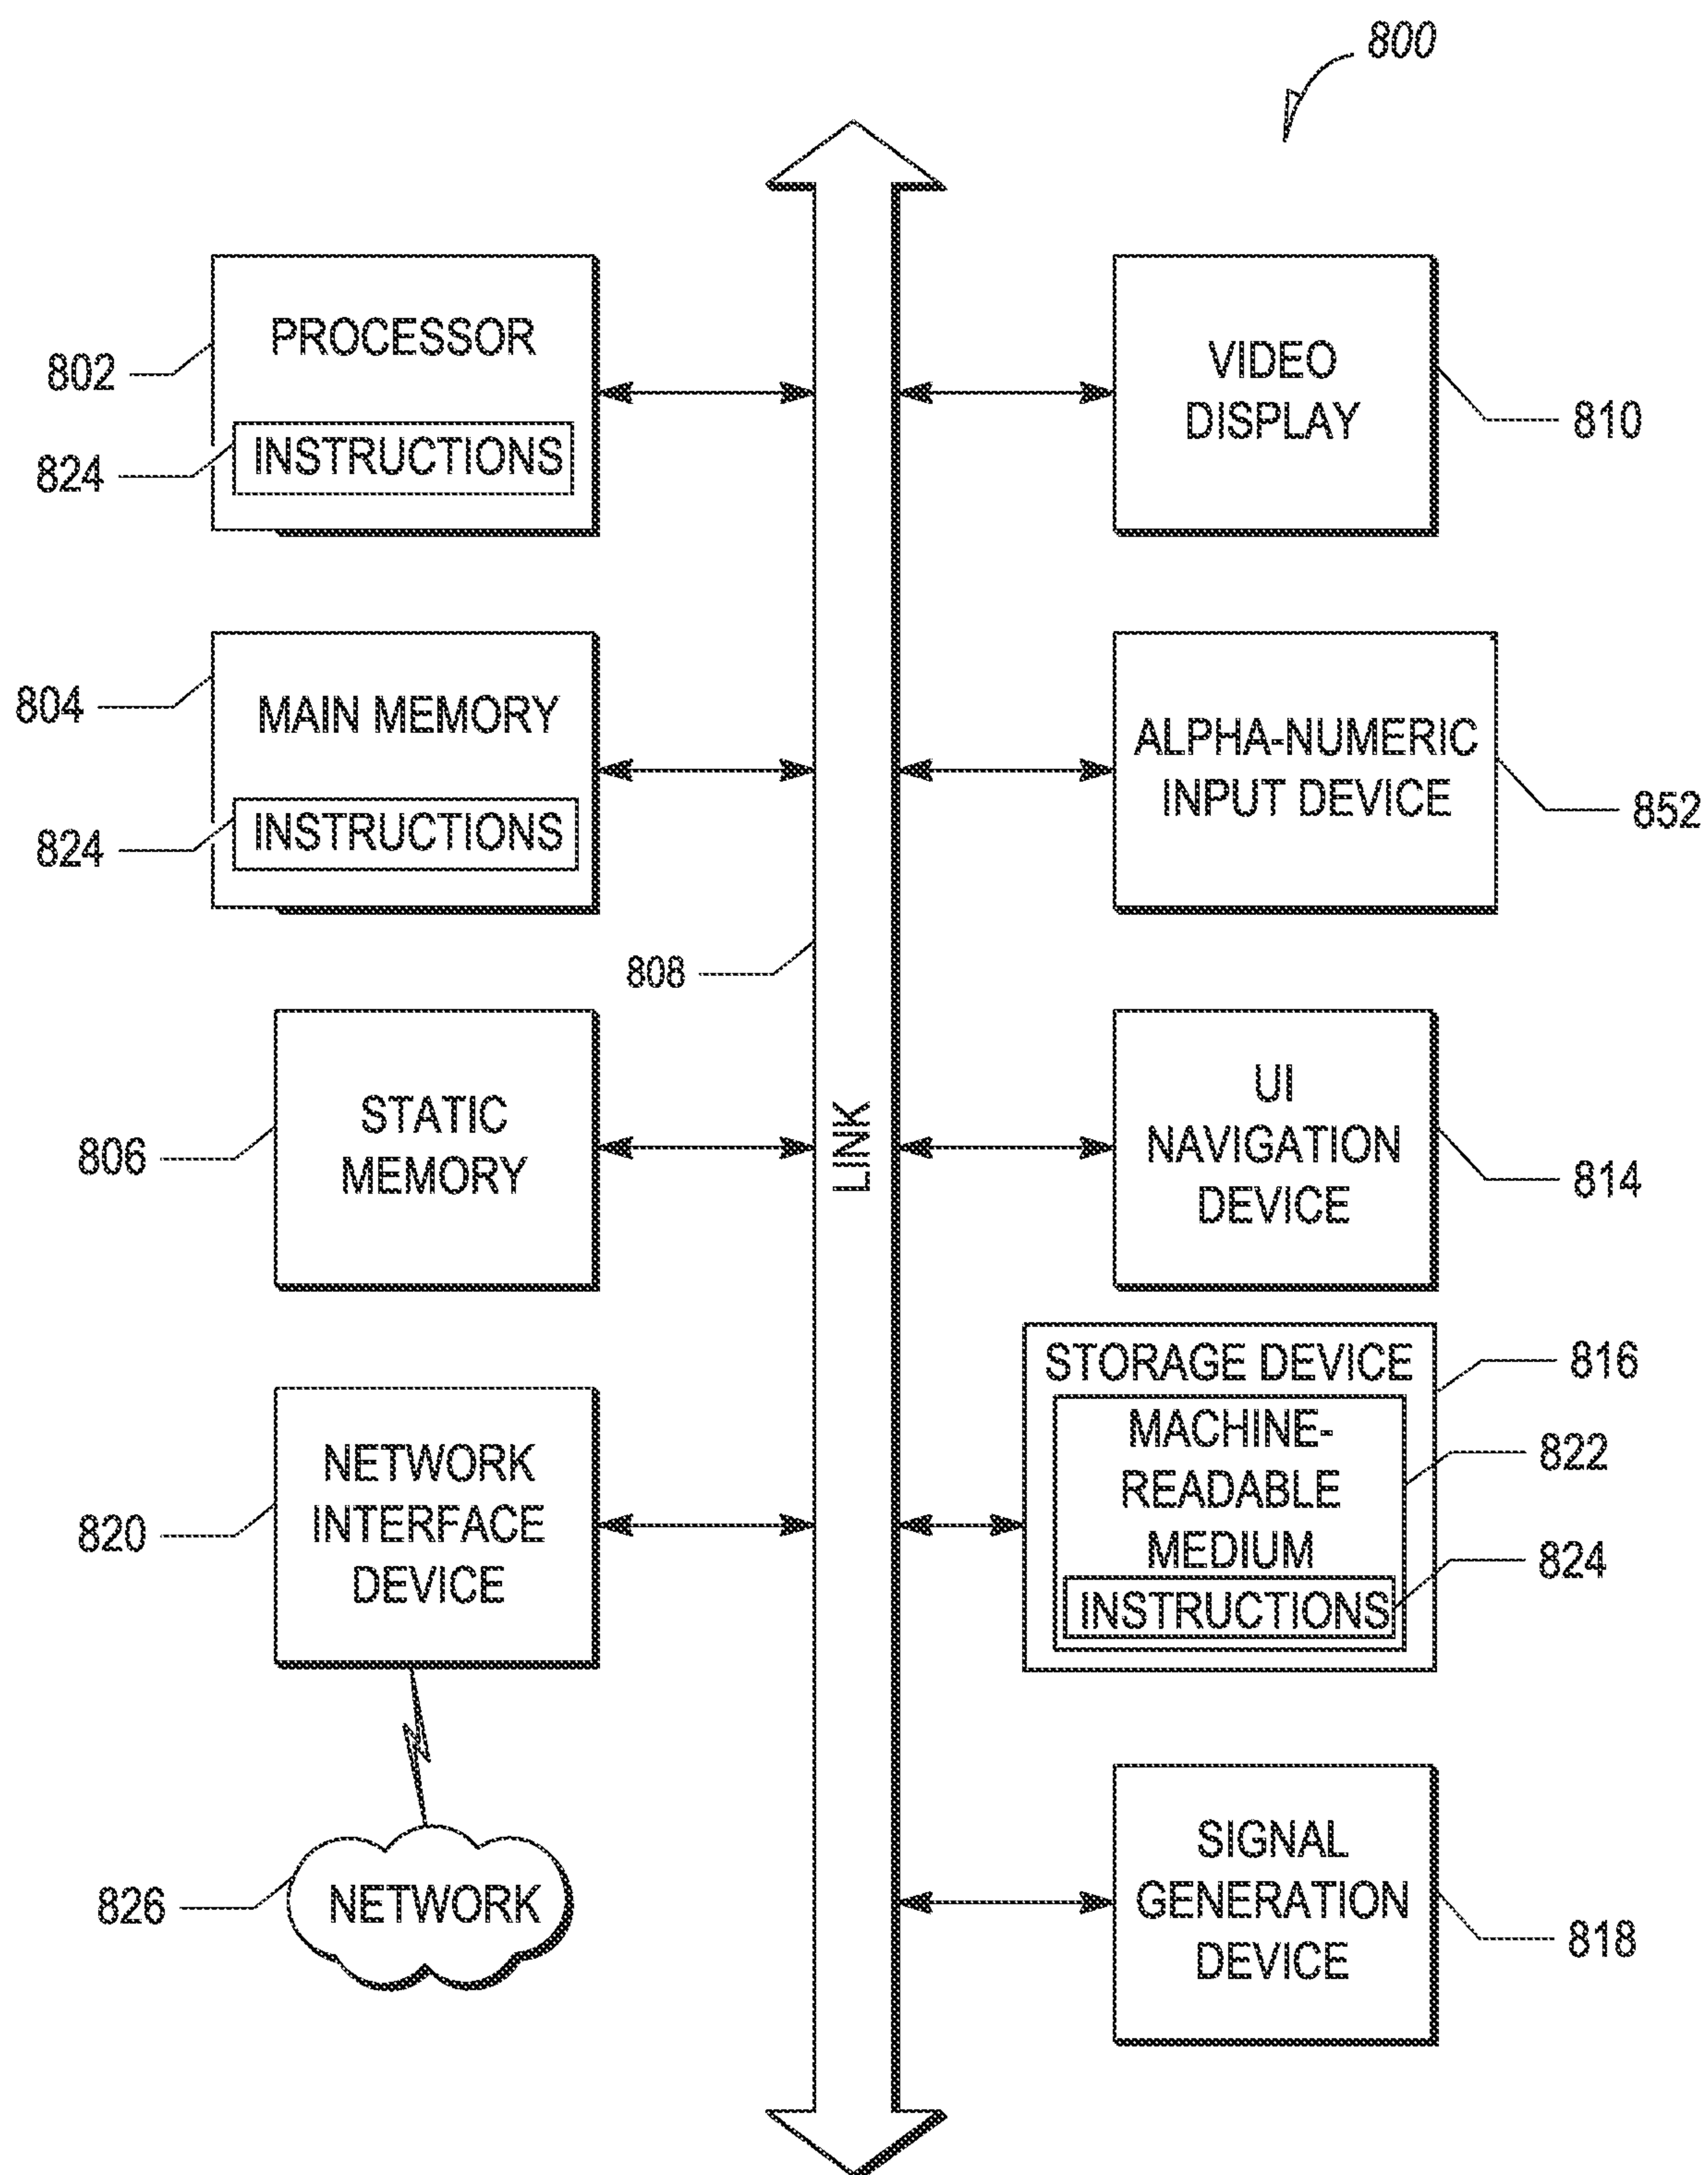 800
PROCESSOR
802
INSTRUCTIONS
824
VIDEO
DISPLAY
810
MAIN MEMORY
804
INSTRUCTIONS
824
ALPHA-NUMERIC
INPUT DEVICE
852
808
LINK
STATIC
MEMORY
806
UI
NAVIGATION
DEVICE
814
NETWORK
INTERFACE
DEVICE
820
STORAGE DEVICE
816
MACHINE-
READABLE
MEDIUM
822
INSTRUCTIONS
824
NETWORK
826
SIGNAL
GENERATION
DEVICE
818